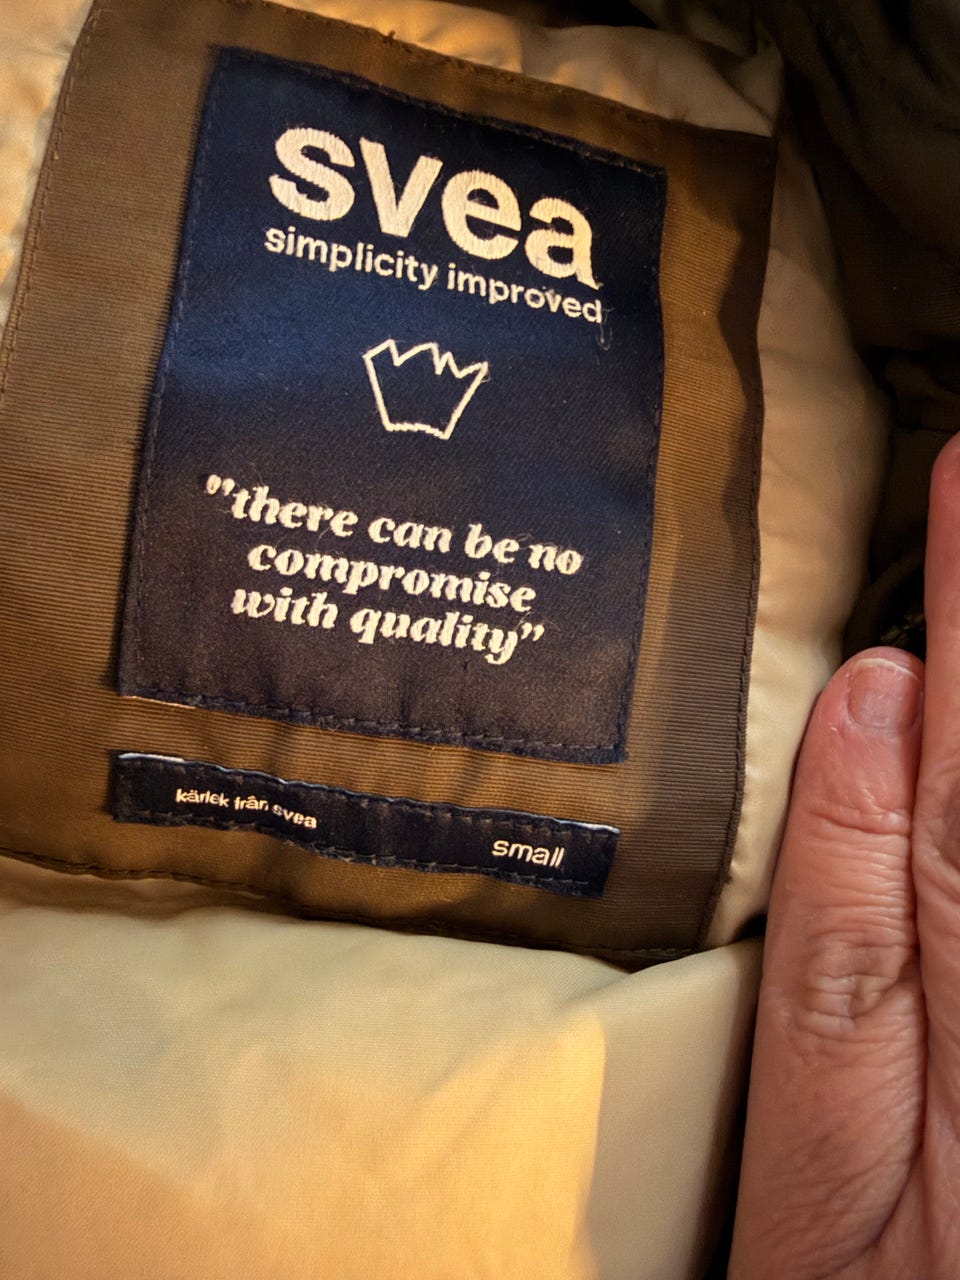 svea
simplicity improved
"there can be no
compromise
with quality"
kärlek från svea
small